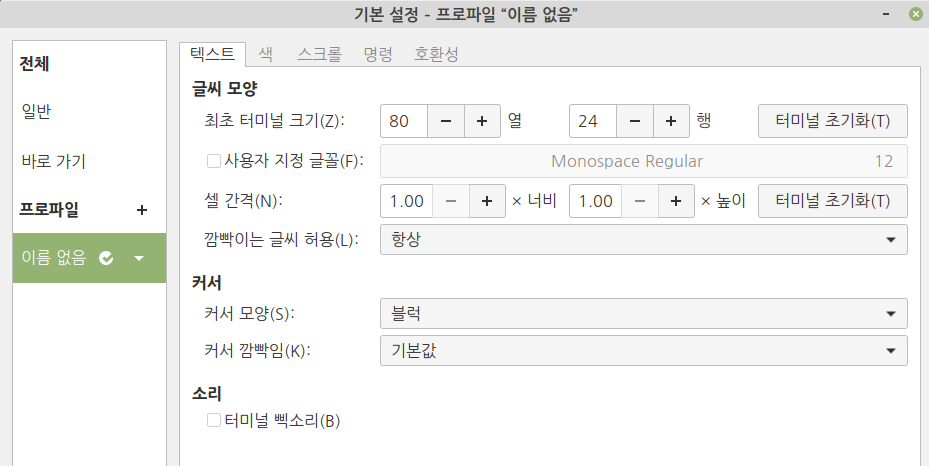 기본 설정 – 프로파일 “이름 없음”
전체
일반
바로 가기
프로파일 +
이름 없음
텍스트 색 스크롤 명령 호환성
글씨 모양
최초 터미널 크기(Z): 80 − + 열 24 − + 행 터미널 초기화(T)
사용자 지정 글꼴(F): Monospace Regular 12
셀 간격(N): 1.00 − + × 너비 1.00 − + × 높이 터미널 초기화(T)
깜빡이는 글씨 허용(L): 항상
커서
커서 모양(S): 블럭
커서 깜빡임(K): 기본값
소리
터미널 삑소리(B)